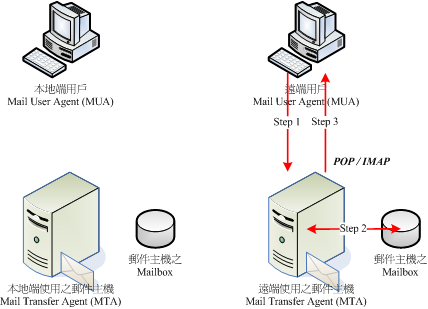 本地端用戶
Mail User Agent (MUA)
遠端用戶
Mail User Agent (MUA)
Step 1
Step 3
POP / IMAP
Step 2
本地端使用之郵件主機
Mail Transfer Agent (MTA)
郵件主機之
Mailbox
遠端使用之郵件主機
Mail Transfer Agent (MTA)
郵件主機之
Mailbox